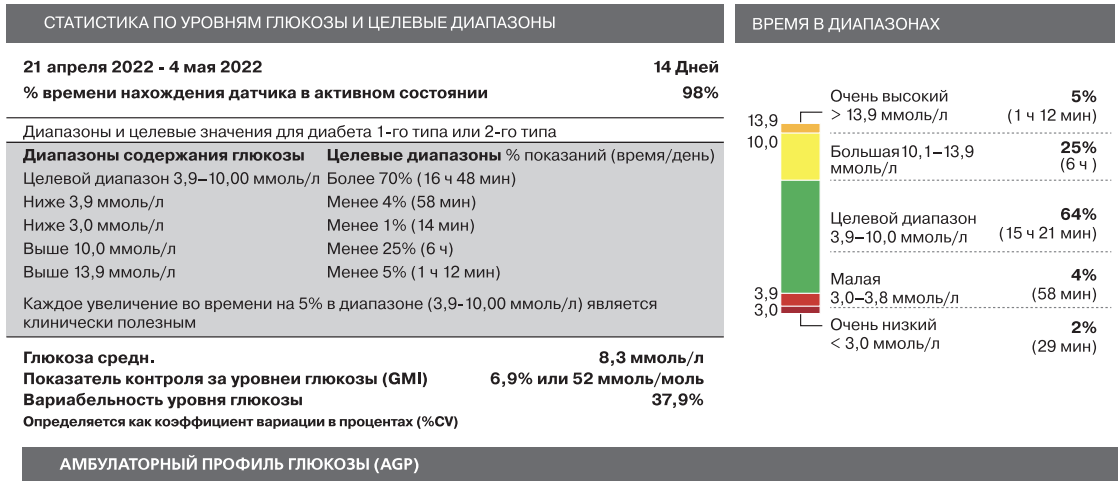 СТАТИСТИКА ПО УРОВНЯМ ГЛЮКОЗЫ И ЦЕЛЕВЫЕ ДИАПАЗОНЫ
21 апреля 2022 - 4 мая 2022 14 Дней
% времени нахождения датчика в активном состоянии 98%
Диапазоны и целевые значения для диабета 1-го типа или 2-го типа
Диапазоны содержания глюкозы Целевые диапазоны % показаний (время/день)
Целевой диапазон 3,9–10,00 ммоль/л Более 70% (16 ч 48 мин)
Ниже 3,9 ммоль/л Менее 4% (58 мин)
Ниже 3,0 ммоль/л Менее 1% (14 мин)
Выше 10,0 ммоль/л Менее 25% (6 ч)
Выше 13,9 ммоль/л Менее 5% (1 ч 12 мин)
Каждое увеличение во времени на 5% в диапазоне (3,9-10,00 ммоль/л) является
клинически полезным
Глюкоза средн. 8,3 ммоль/л
Показатель контроля за уровнеи глюкозы (GMI) 6,9% или 52 ммоль/моль
Вариабельность уровня глюкозы 37,9%
Определяется как коэффициент вариации в процентах (%CV)
ВРЕМЯ В ДИАПАЗОНАХ
Очень высокий 5%
> 13,9 ммоль/л (1 ч 12 мин)
13,9
10,0
Большая10,1–13,9 25%
ммоль/л (6 ч )
Целевой диапазон 64%
3,9–10,0 ммоль/л (15 ч 21 мин)
Малая 4%
3,0–3,8 ммоль/л (58 мин)
3,9
3,0
Очень низкий 2%
< 3,0 ммоль/л (29 мин)
АМБУЛАТОРНЫЙ ПРОФИЛЬ ГЛЮКОЗЫ (AGP)